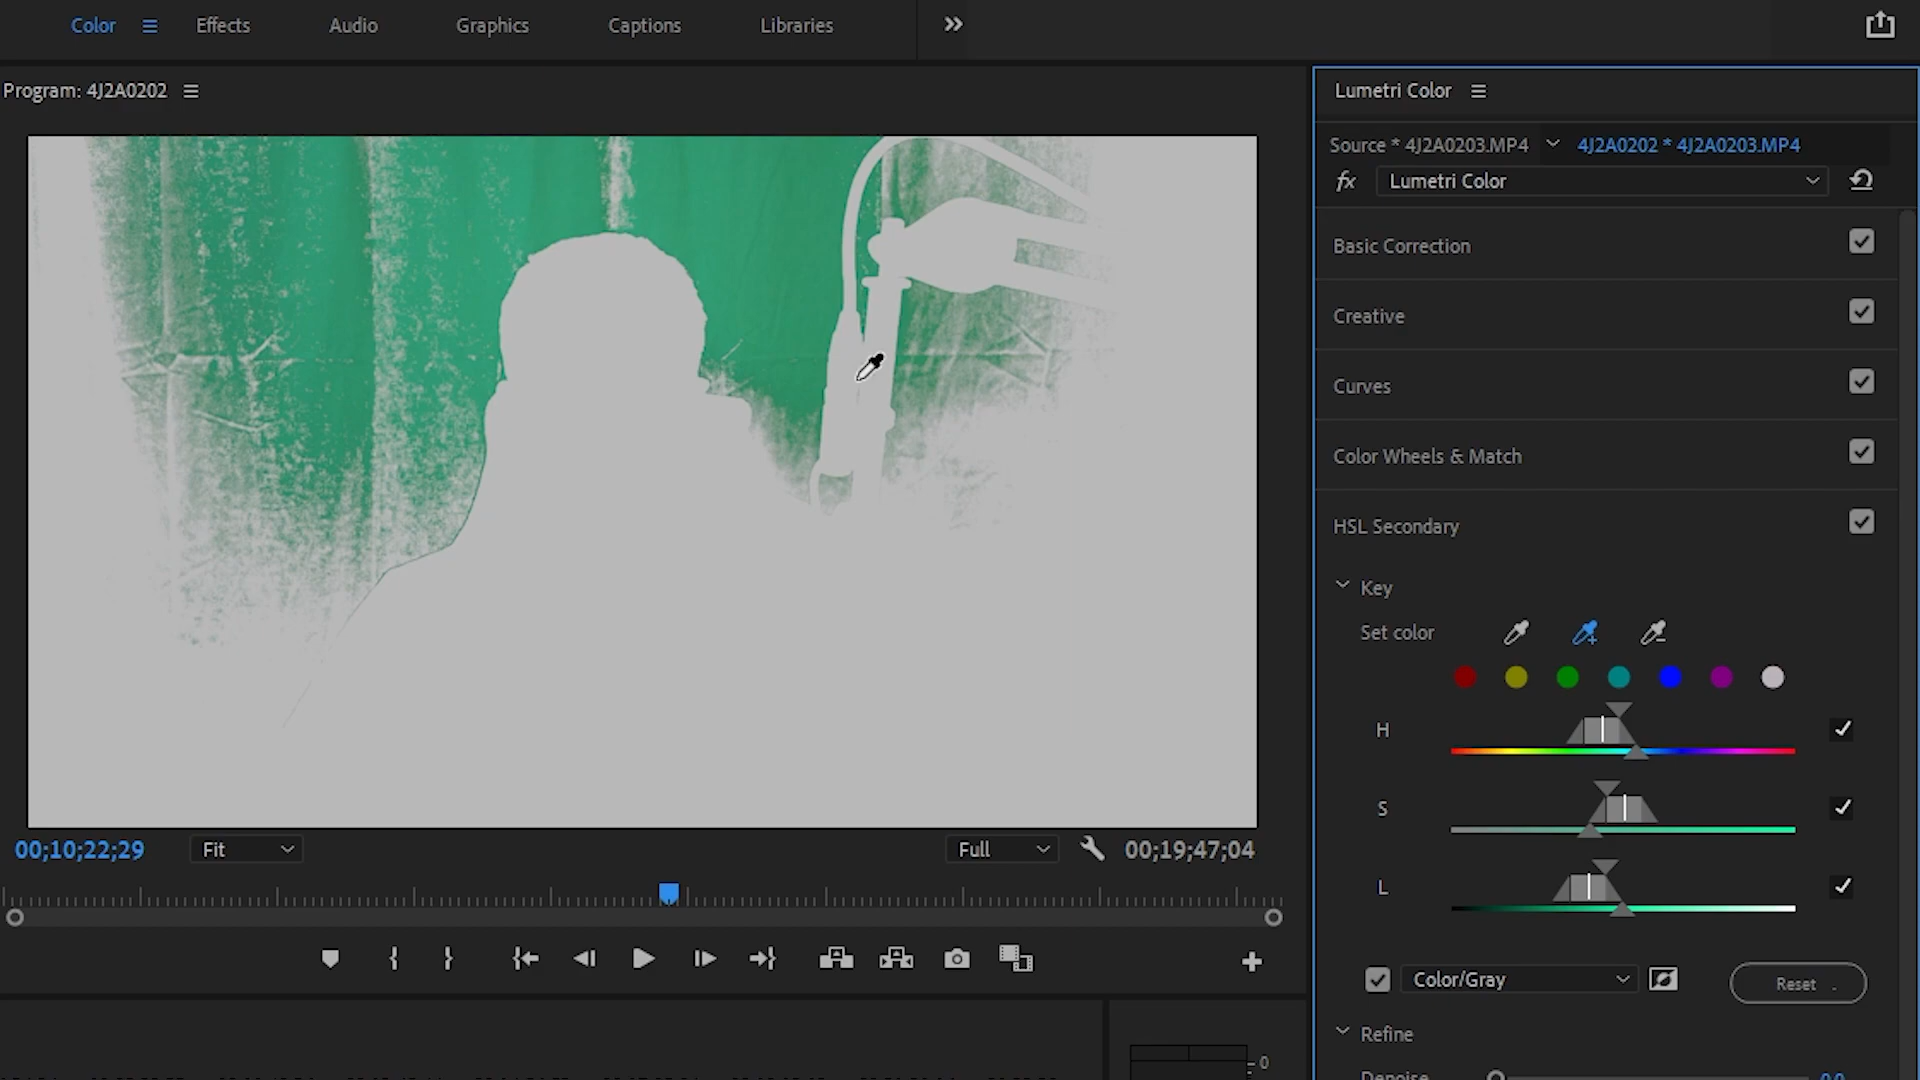 Color Effects Audio Graphics Captions Libraries
Program: 4J2A0202
Lumetri Color
Source * 4J2A0203.MP4 4J2A0202 * 4J2A0203.MP4
fx Lumetri Color
Basic Correction
Creative
Curves
Color Wheels & Match
HSL Secondary
Key
Set color
H
S
L
Color/Gray Reset
Refine
Denoise
00;10;22;29 Fit Full 00;19;47;04
0